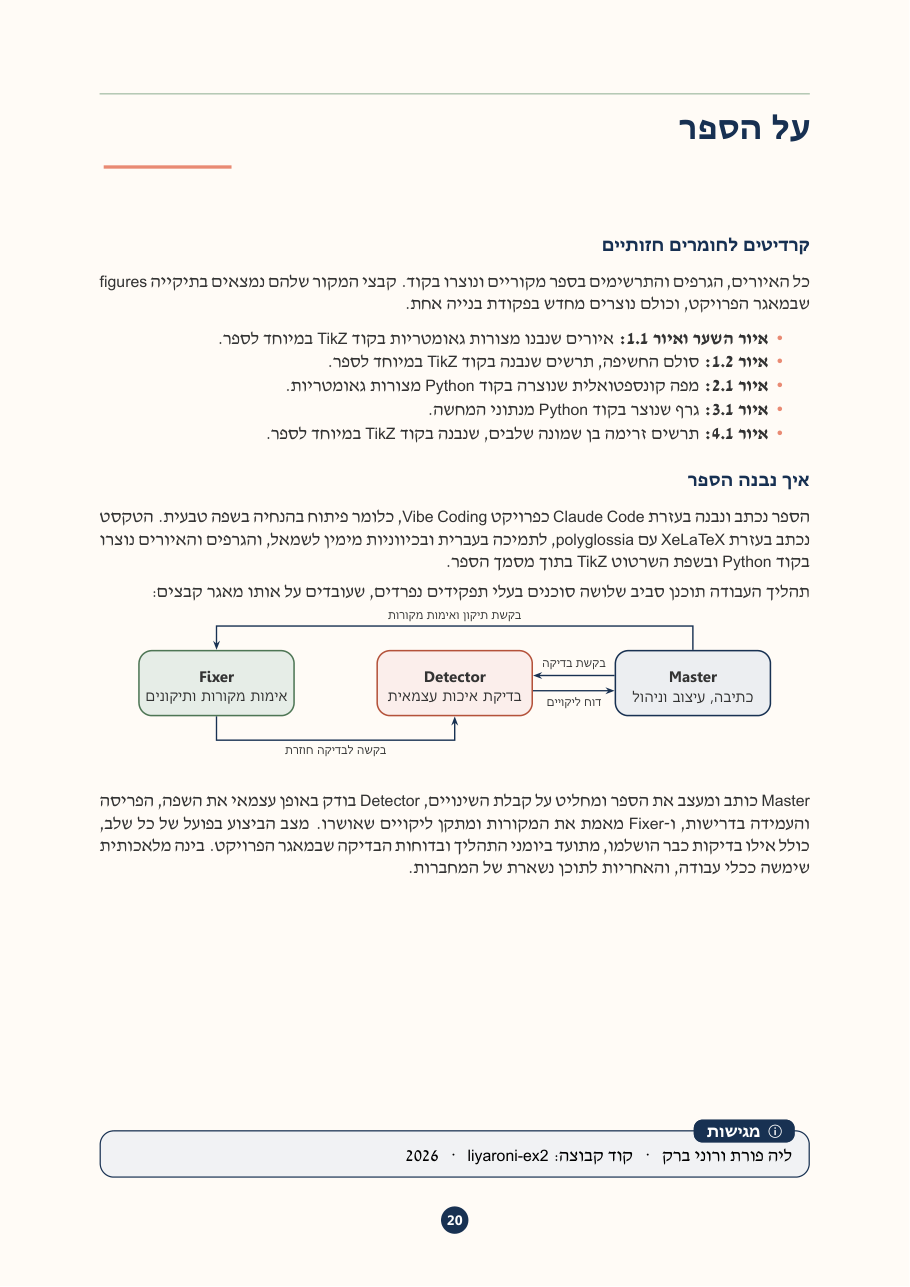 על הספר
קרדיטים לחומרים חזותיים
כל האיורים, הגרפים והתרשימים בספר מקוריים ונוצרו בקוד. קבצי המקור שלהם נמצאים בתיקייה figures
שבמאגר הפרויקט, וכולם נוצרים מחדש בפקודת בנייה אחת.
• איור השער ואיור 1.1: איורים שנבנו מצורות גאומטריות בקוד TikZ במיוחד לספר.
• איור 1.2: סולם החשיפה, תרשים שנבנה בקוד TikZ במיוחד לספר.
• איור 2.1: מפה קונספטואלית שנוצרה בקוד Python מצורות גאומטריות.
• איור 3.1: גרף שנוצר בקוד Python מנתוני המחשה.
• איור 4.1: תרשים זרימה בן שמונה שלבים, שנבנה בקוד TikZ במיוחד לספר.
איך נבנה הספר
הספר נכתב ונבנה בעזרת Claude Code כפרויקט Vibe Coding, כלומר פיתוח בהנחיה בשפה טבעית. הטקסט
נכתב בעזרת XeLaTeX עם polyglossia, לתמיכה בעברית ובכיווניות מימין לשמאל, והגרפים והאיורים נוצרו
בקוד Python ובשפת השרטוט TikZ בתוך מסמך הספר.
תהליך העבודה תוכנן סביב שלושה סוכנים בעלי תפקידים נפרדים, שעובדים על אותו מאגר קבצים:
בקשת תיקון ואימות מקורות
Master
כתיבה, עיצוב וניהול
בקשת בדיקה
דוח ליקויים
Detector
בדיקת איכות עצמאית
Fixer
אימות מקורות ותיקונים
בקשה לבדיקה חוזרת
Master כותב ומעצב את הספר ומחליט על קבלת השינויים, Detector בודק באופן עצמאי את השפה, הפריסה
והעמידה בדרישות, ו-Fixer מאמת את המקורות ומתקן ליקויים שאושרו. מצב הביצוע בפועל של כל שלב,
כולל אילו בדיקות כבר הושלמו, מתועד ביומני התהליך ובדוחות הבדיקה שבמאגר הפרויקט. בינה מלאכותית
שימשה ככלי עבודה, והאחריות לתוכן נשארת של המחברות.
מגישות
ליה פורת ורוני ברק · קוד קבוצה: liyaroni-ex2 · 2026
20